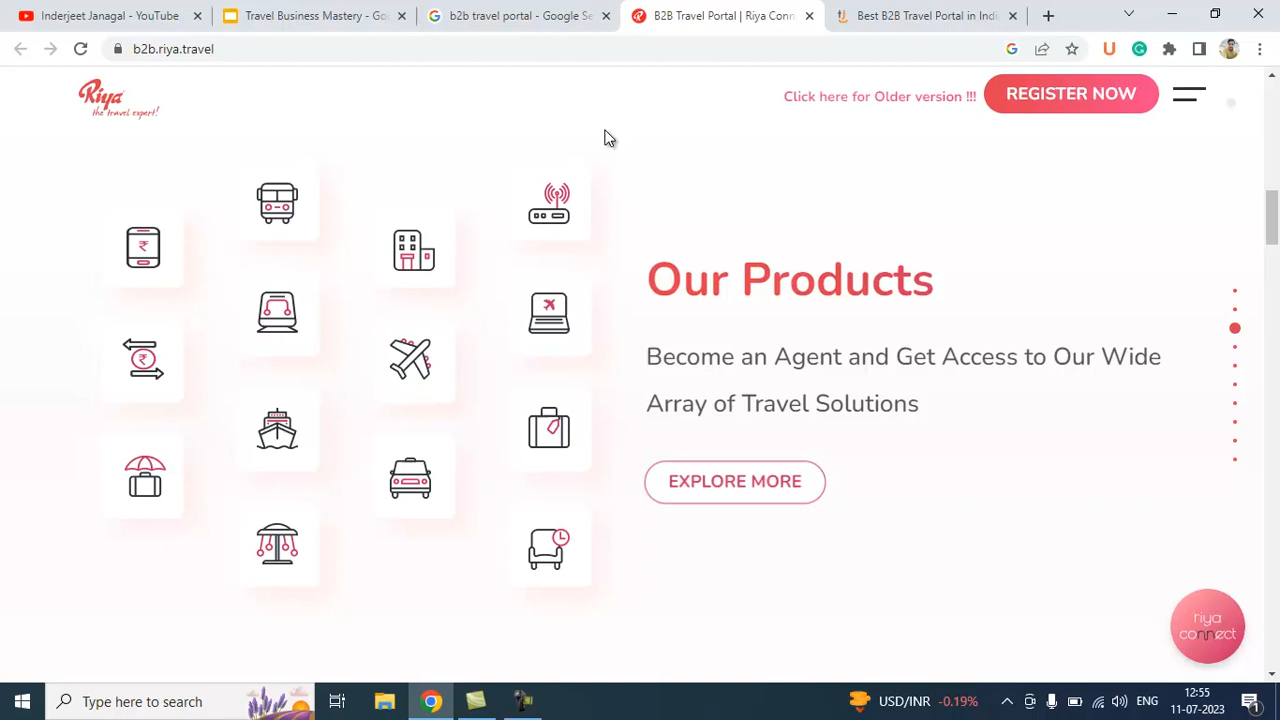 Inderjeet Janagal - YouTube
Travel Business Mastery - Goo
b2b travel portal - Google Se
B2B Travel Portal | Riya Conn
Best B2B Travel Portal in Indi
b2b.riya.travel
Riya
the travel expert!
Click here for Older version !!!
REGISTER NOW
Our Products
Become an Agent and Get Access to Our Wide
Array of Travel Solutions
EXPLORE MORE
riya
connect
Type here to search
USD/INR -0.19%
ENG
12:55
11-07-2023
1